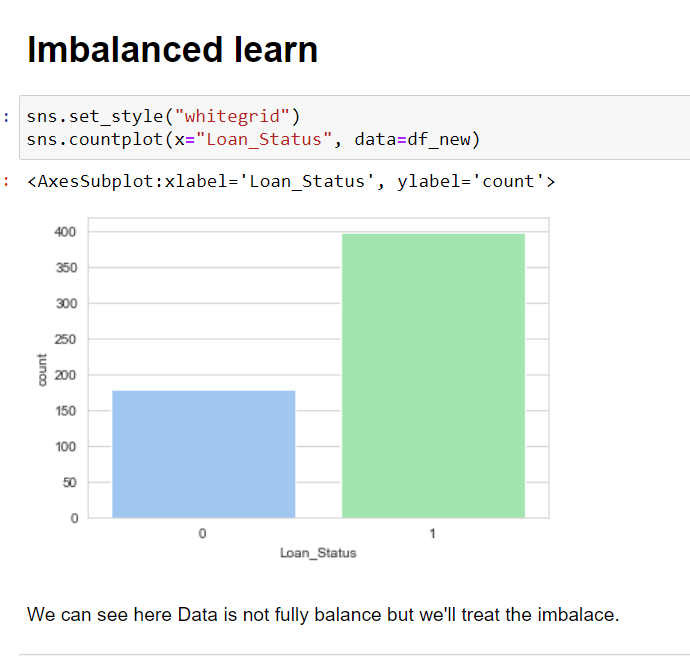 Imbalanced learn
: sns.set_style("whitegrid")
sns.countplot(x="Loan_Status", data=df_new)
: <AxesSubplot:xlabel='Loan_Status', ylabel='count'>
400
350
300
250
200
150
100
50
0
count
0 1
Loan_Status
We can see here Data is not fully balance but we'll treat the imbalace.